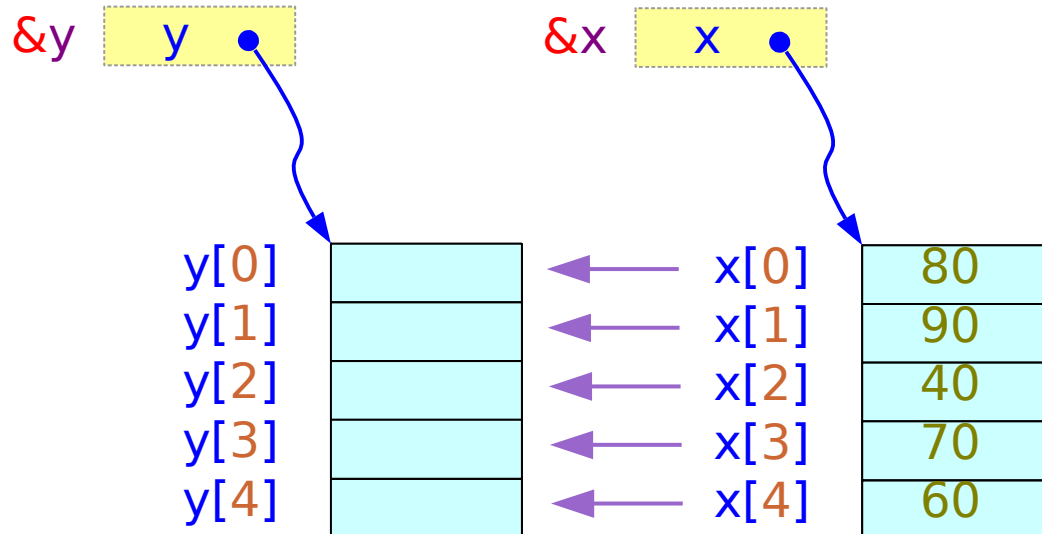 &y y &x x
y[0] x[0] 80
y[1] x[1] 90
y[2] x[2] 40
y[3] x[3] 70
y[4] x[4] 60